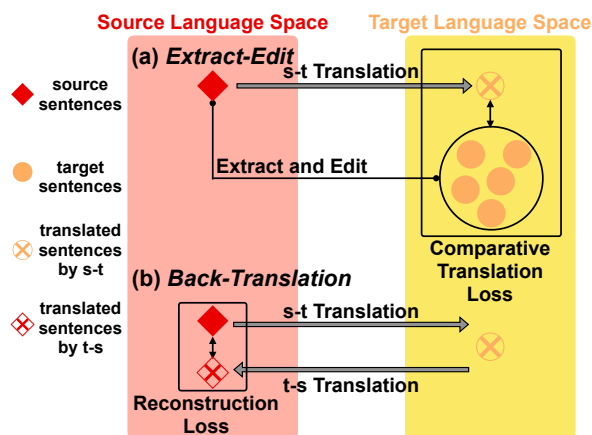 Source Language Space
Target Language Space
(a) Extract-Edit
s-t Translation
source
sentences
target
sentences
Extract and Edit
translated
sentences
by s-t
Comparative
Translation
Loss
(b) Back-Translation
translated
sentences
by t-s
s-t Translation
t-s Translation
Reconstruction
Loss